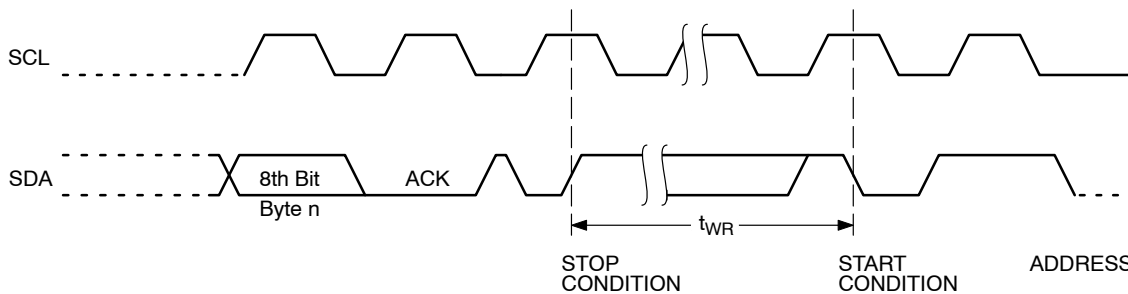 SCL
SDA
8th Bit
Byte n
ACK
tWR
STOP
CONDITION
START
CONDITION
ADDRESS